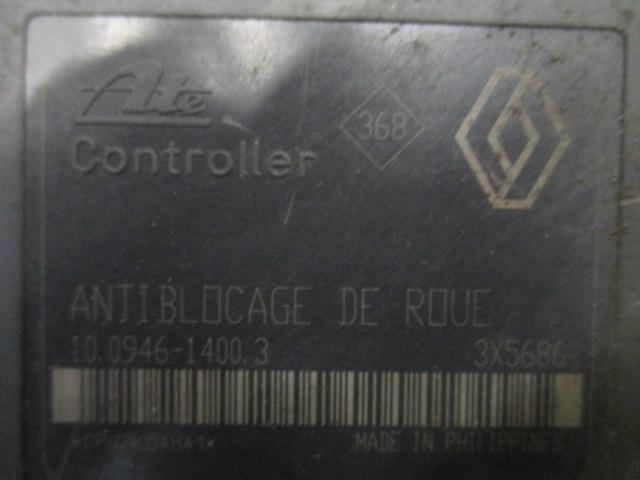 Ate
368
Controller
ANTIBLOCAGE DE ROUE
10.0946-1400.3 3X5686
MADE IN PHILIPPINES